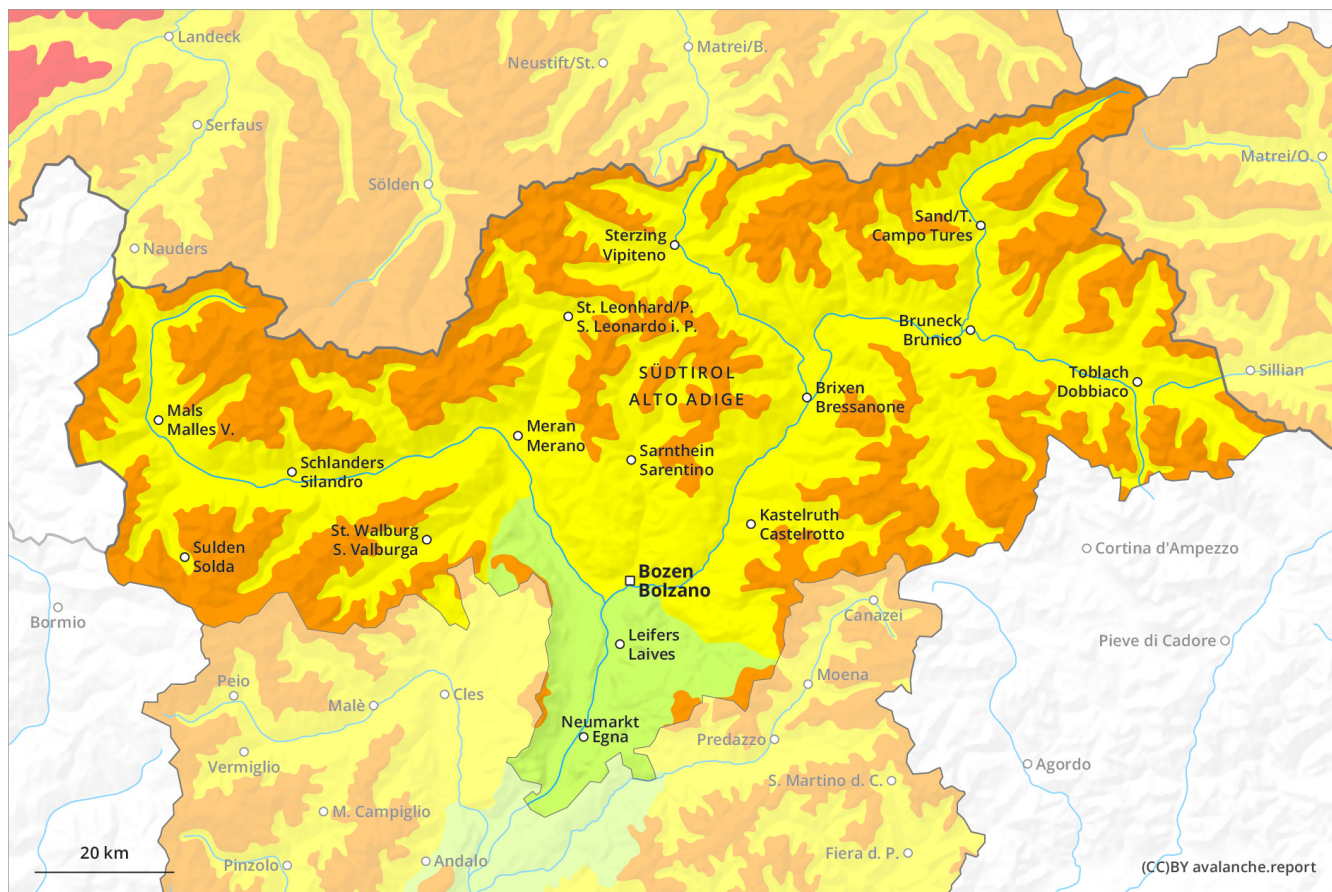 Landeck
Matrei/B.
Neustift/St.
Serfaus
Matrei/O.
Sölden
Sand/T.
Campo Tures
Sterzing
Vipiteno
Nauders
St. Leonhard/P.
S. Leonardo i. P.
Bruneck
Brunico
SÜDTIROL
ALTO ADIGE
Toblach
Dobbiaco
Sillian
Brixen
Bressanone
Mals
Malles V.
Meran
Merano
Sarnthein
Sarentino
Schlanders
Silandro
Kastelruth
Castelrotto
St. Walburg
S. Valburga
Sulden
Solda
Cortina d'Ampezzo
Bozen
Bolzano
Bormio
Canazei
Leifers
Laives
Pieve di Cadore
Moena
Peio
Cles
Malè
Neumarkt
Egna
Predazzo
Vermiglio
Agordo
S. Martino d. C.
M. Campiglio
20 km
Pinzolo
Andalo
Fiera d. P.
(CC)BY avalanche.report